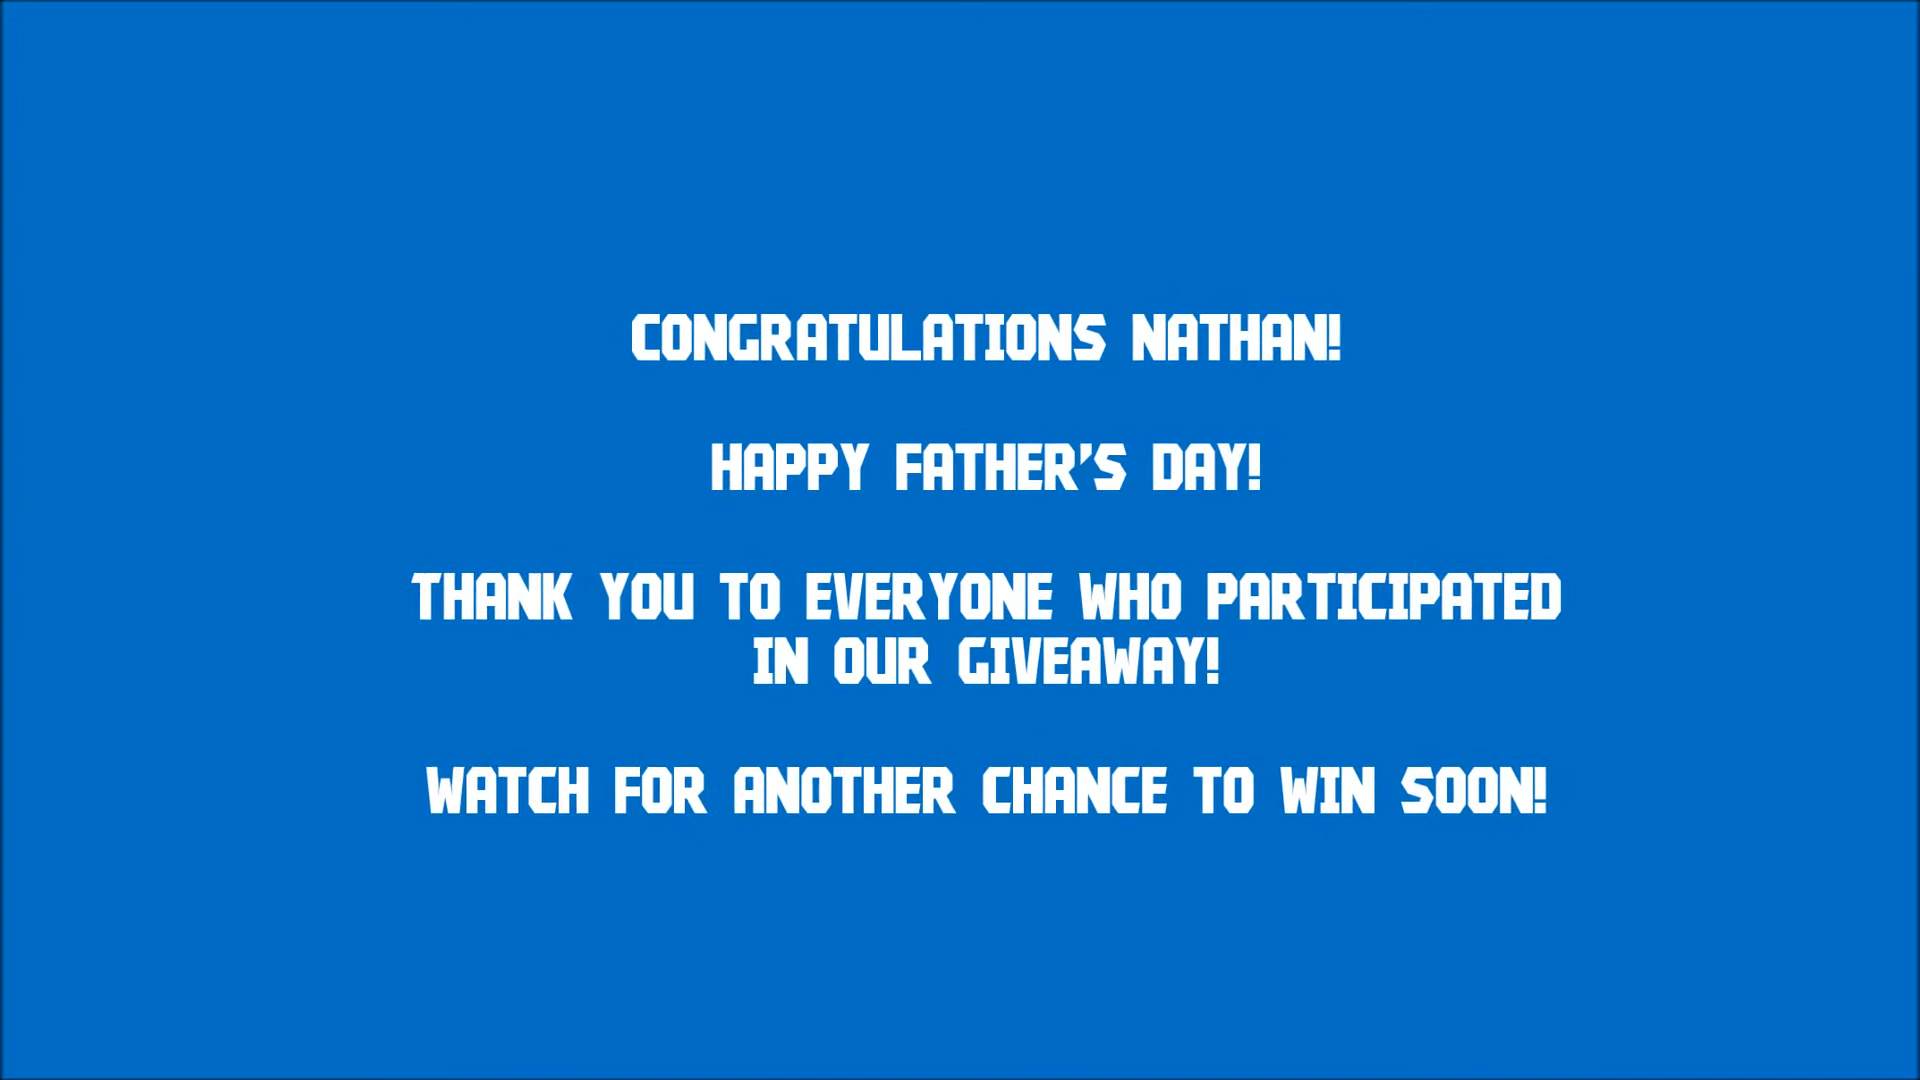 CONGRATULATIONS NATHAN!
HAPPY FATHER'S DAY!
THANK YOU TO EVERYONE WHO PARTICIPATED
IN OUR GIVEAWAY!
WATCH FOR ANOTHER CHANCE TO WIN SOON!